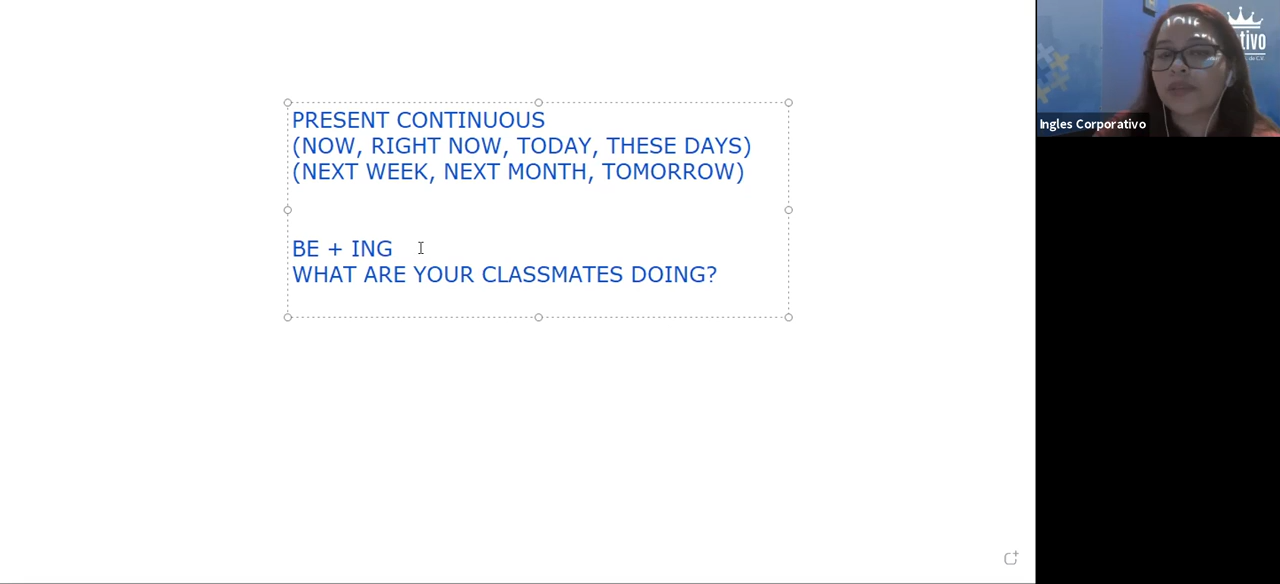 PRESENT CONTINUOUS
(NOW, RIGHT NOW, TODAY, THESE DAYS)
(NEXT WEEK, NEXT MONTH, TOMORROW)
BE + ING
WHAT ARE YOUR CLASSMATES DOING?
tivo
Ingles Corporativo